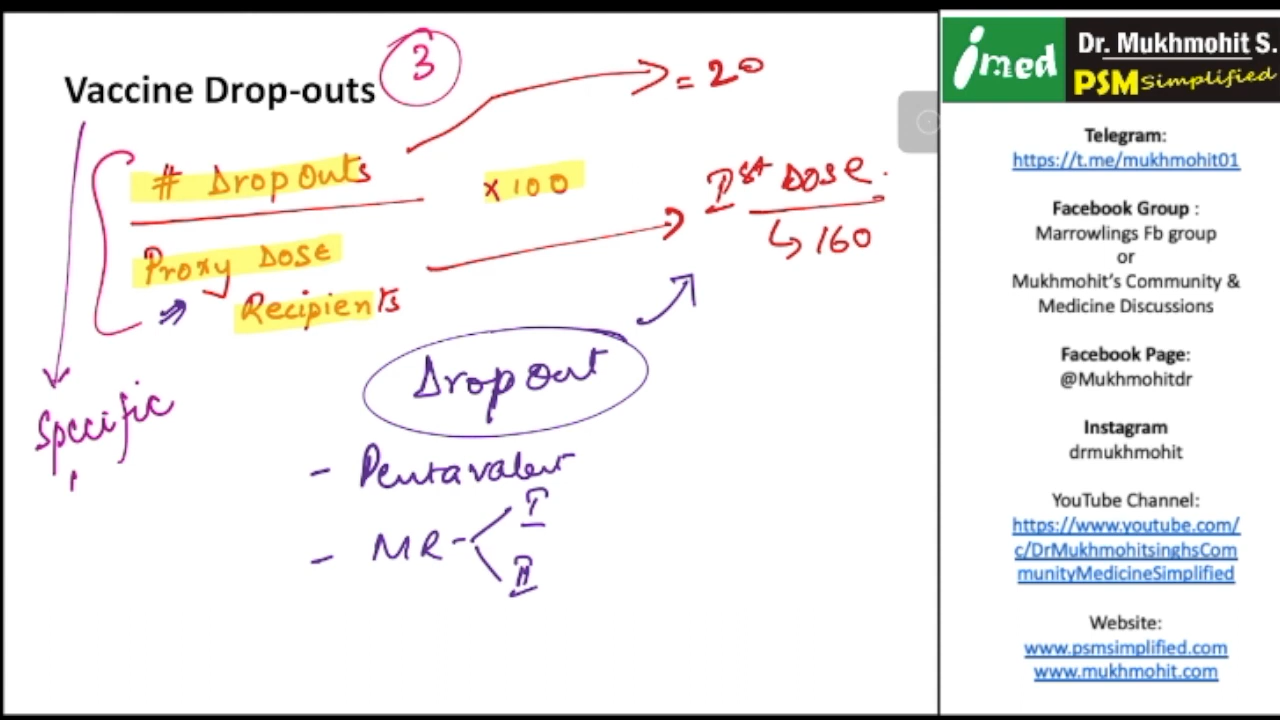 Vaccine Drop-outs
3
= 20
# Drop Outs
x 100
Proxy Dose
Recipients
Ist Dose.
↳ 160
Drop out
Specific
- Pentavalent
- MR - I
II
imed
Dr. Mukhmohit S.
PSM Simplified
Telegram:
https://t.me/mukhmohit01
Facebook Group :
Marrowlings Fb group
or
Mukhmohit’s Community &
Medicine Discussions
Facebook Page:
@Mukhmohitdr
Instagram
drmukhmohit
YouTube Channel:
https://www.youtube.com/
c/DrMukhmohitsinghsCom
munityMedicineSimplified
Website:
www.psmsimplified.com
www.mukhmohit.com